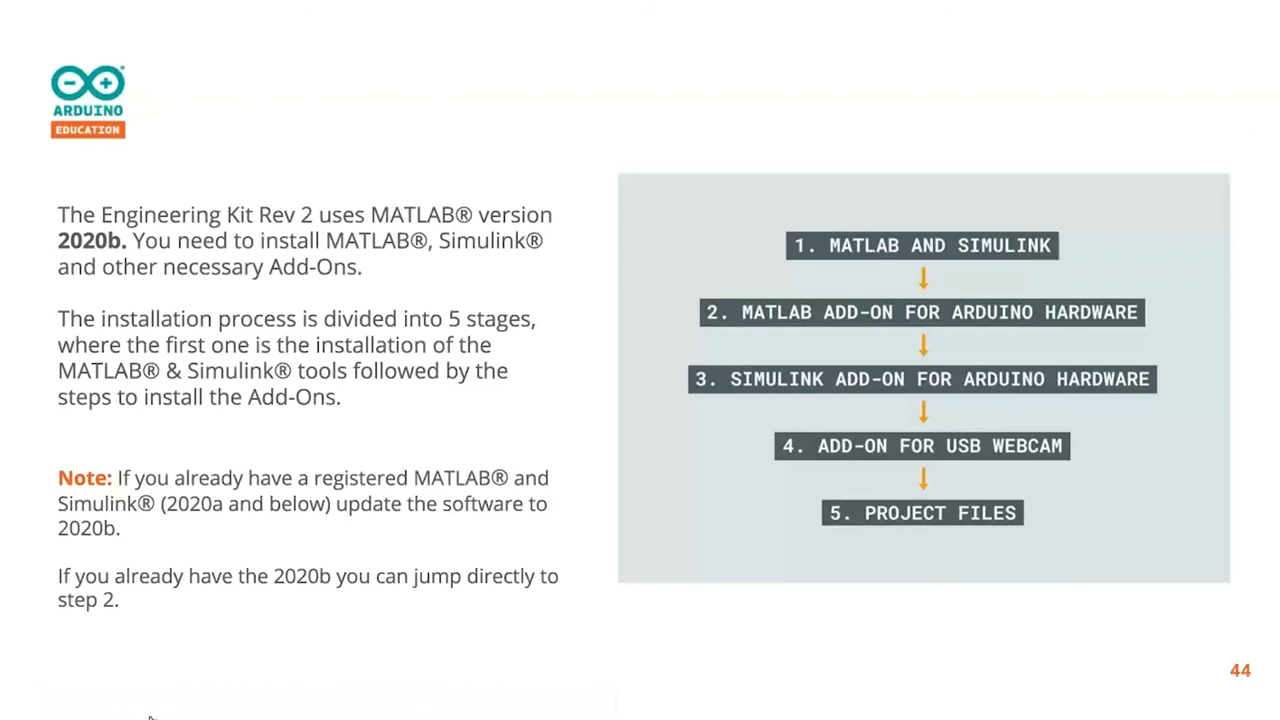 ARDUINO
EDUCATION
The Engineering Kit Rev 2 uses MATLAB® version
2020b. You need to install MATLAB®, Simulink®
and other necessary Add-Ons.
The installation process is divided into 5 stages,
where the first one is the installation of the
MATLAB® & Simulink® tools followed by the
steps to install the Add-Ons.
Note: If you already have a registered MATLAB® and
Simulink® (2020a and below) update the software to
2020b.
If you already have the 2020b you can jump directly to
step 2.
1. MATLAB AND SIMULINK
2. MATLAB ADD-ON FOR ARDUINO HARDWARE
3. SIMULINK ADD-ON FOR ARDUINO HARDWARE
4. ADD-ON FOR USB WEBCAM
5. PROJECT FILES
44